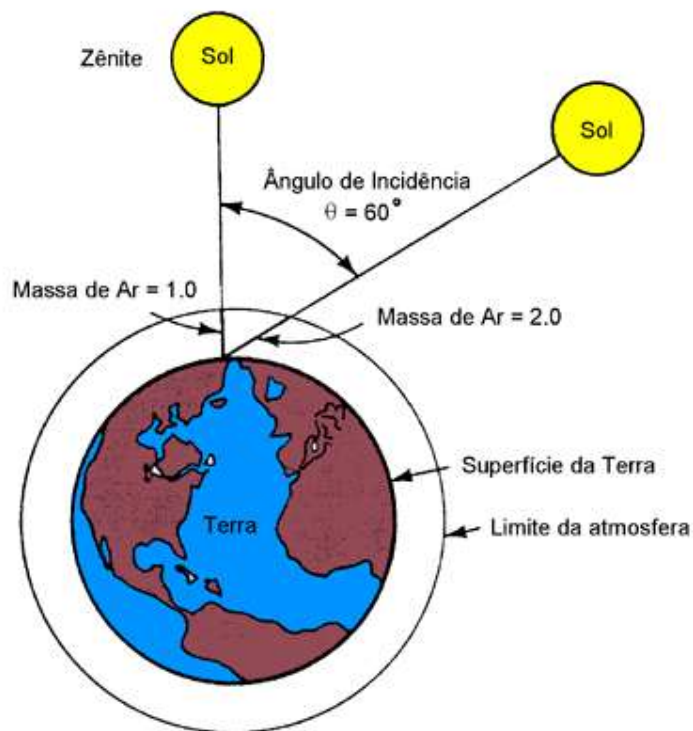 Zênite
Sol
Sol
Ângulo de Incidência
θ = 60°
Massa de Ar = 1.0
Massa de Ar = 2.0
Superfície da Terra
Terra
Limite da atmosfera